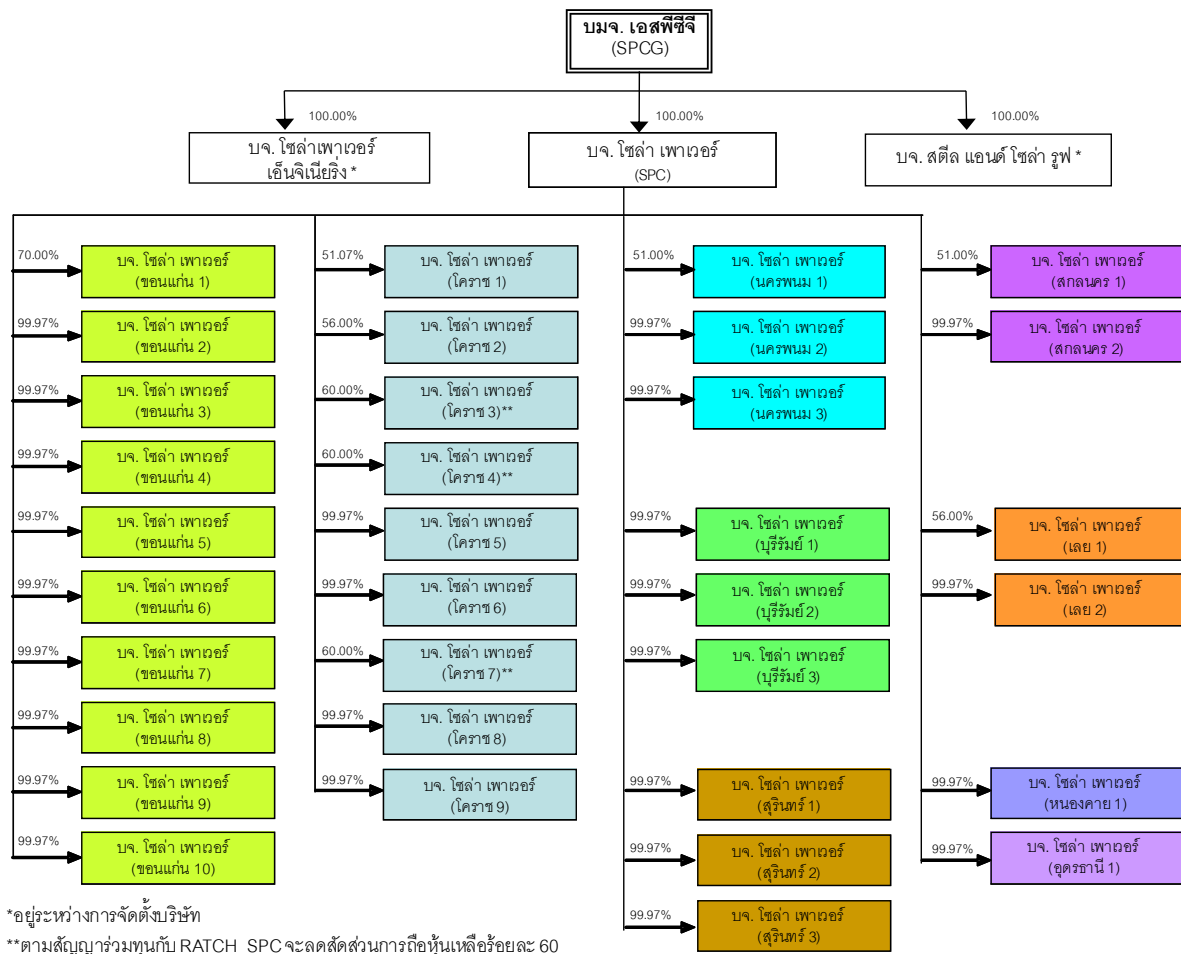 บมจ. เอสพีซีจี
(SPCG)
100.00%
100.00%
100.00%
บจ. โซล่าเพาเวอร์
เอ็นจิเนียริ่ง *
บจ. โซล่า เพาเวอร์
(SPC)
บจ. สตีล แอนด์ โซล่า รูฟ *
70.00%
บจ. โซล่า เพาเวอร์
(ขอนแก่น 1)
99.97%
บจ. โซล่า เพาเวอร์
(ขอนแก่น 2)
99.97%
บจ. โซล่า เพาเวอร์
(ขอนแก่น 3)
99.97%
บจ. โซล่า เพาเวอร์
(ขอนแก่น 4)
99.97%
บจ. โซล่า เพาเวอร์
(ขอนแก่น 5)
99.97%
บจ. โซล่า เพาเวอร์
(ขอนแก่น 6)
99.97%
บจ. โซล่า เพาเวอร์
(ขอนแก่น 7)
99.97%
บจ. โซล่า เพาเวอร์
(ขอนแก่น 8)
99.97%
บจ. โซล่า เพาเวอร์
(ขอนแก่น 9)
99.97%
บจ. โซล่า เพาเวอร์
(ขอนแก่น 10)
51.07%
บจ. โซล่า เพาเวอร์
(โคราช 1)
56.00%
บจ. โซล่า เพาเวอร์
(โคราช 2)
60.00%
บจ. โซล่า เพาเวอร์
(โคราช 3)**
60.00%
บจ. โซล่า เพาเวอร์
(โคราช 4)**
99.97%
บจ. โซล่า เพาเวอร์
(โคราช 5)
99.97%
บจ. โซล่า เพาเวอร์
(โคราช 6)
60.00%
บจ. โซล่า เพาเวอร์
(โคราช 7)**
99.97%
บจ. โซล่า เพาเวอร์
(โคราช 8)
99.97%
บจ. โซล่า เพาเวอร์
(โคราช 9)
51.00%
บจ. โซล่า เพาเวอร์
(นครพนม 1)
99.97%
บจ. โซล่า เพาเวอร์
(นครพนม 2)
99.97%
บจ. โซล่า เพาเวอร์
(นครพนม 3)
99.97%
บจ. โซล่า เพาเวอร์
(บุรีรัมย์ 1)
99.97%
บจ. โซล่า เพาเวอร์
(บุรีรัมย์ 2)
99.97%
บจ. โซล่า เพาเวอร์
(บุรีรัมย์ 3)
99.97%
บจ. โซล่า เพาเวอร์
(สุรินทร์ 1)
99.97%
บจ. โซล่า เพาเวอร์
(สุรินทร์ 2)
99.97%
บจ. โซล่า เพาเวอร์
(สุรินทร์ 3)
51.00%
บจ. โซล่า เพาเวอร์
(สกลนคร 1)
99.97%
บจ. โซล่า เพาเวอร์
(สกลนคร 2)
56.00%
บจ. โซล่า เพาเวอร์
(เลย 1)
99.97%
บจ. โซล่า เพาเวอร์
(เลย 2)
99.97%
บจ. โซล่า เพาเวอร์
(หนองคาย 1)
99.97%
บจ. โซล่า เพาเวอร์
(อุดรธานี 1)
*อยู่ระหว่างการจัดตั้งบริษัท
**ตามสัญญาร่วมทุนกับ RATCH SPC จะลดสัดส่วนการถือหุ้นเหลือร้อยละ 60